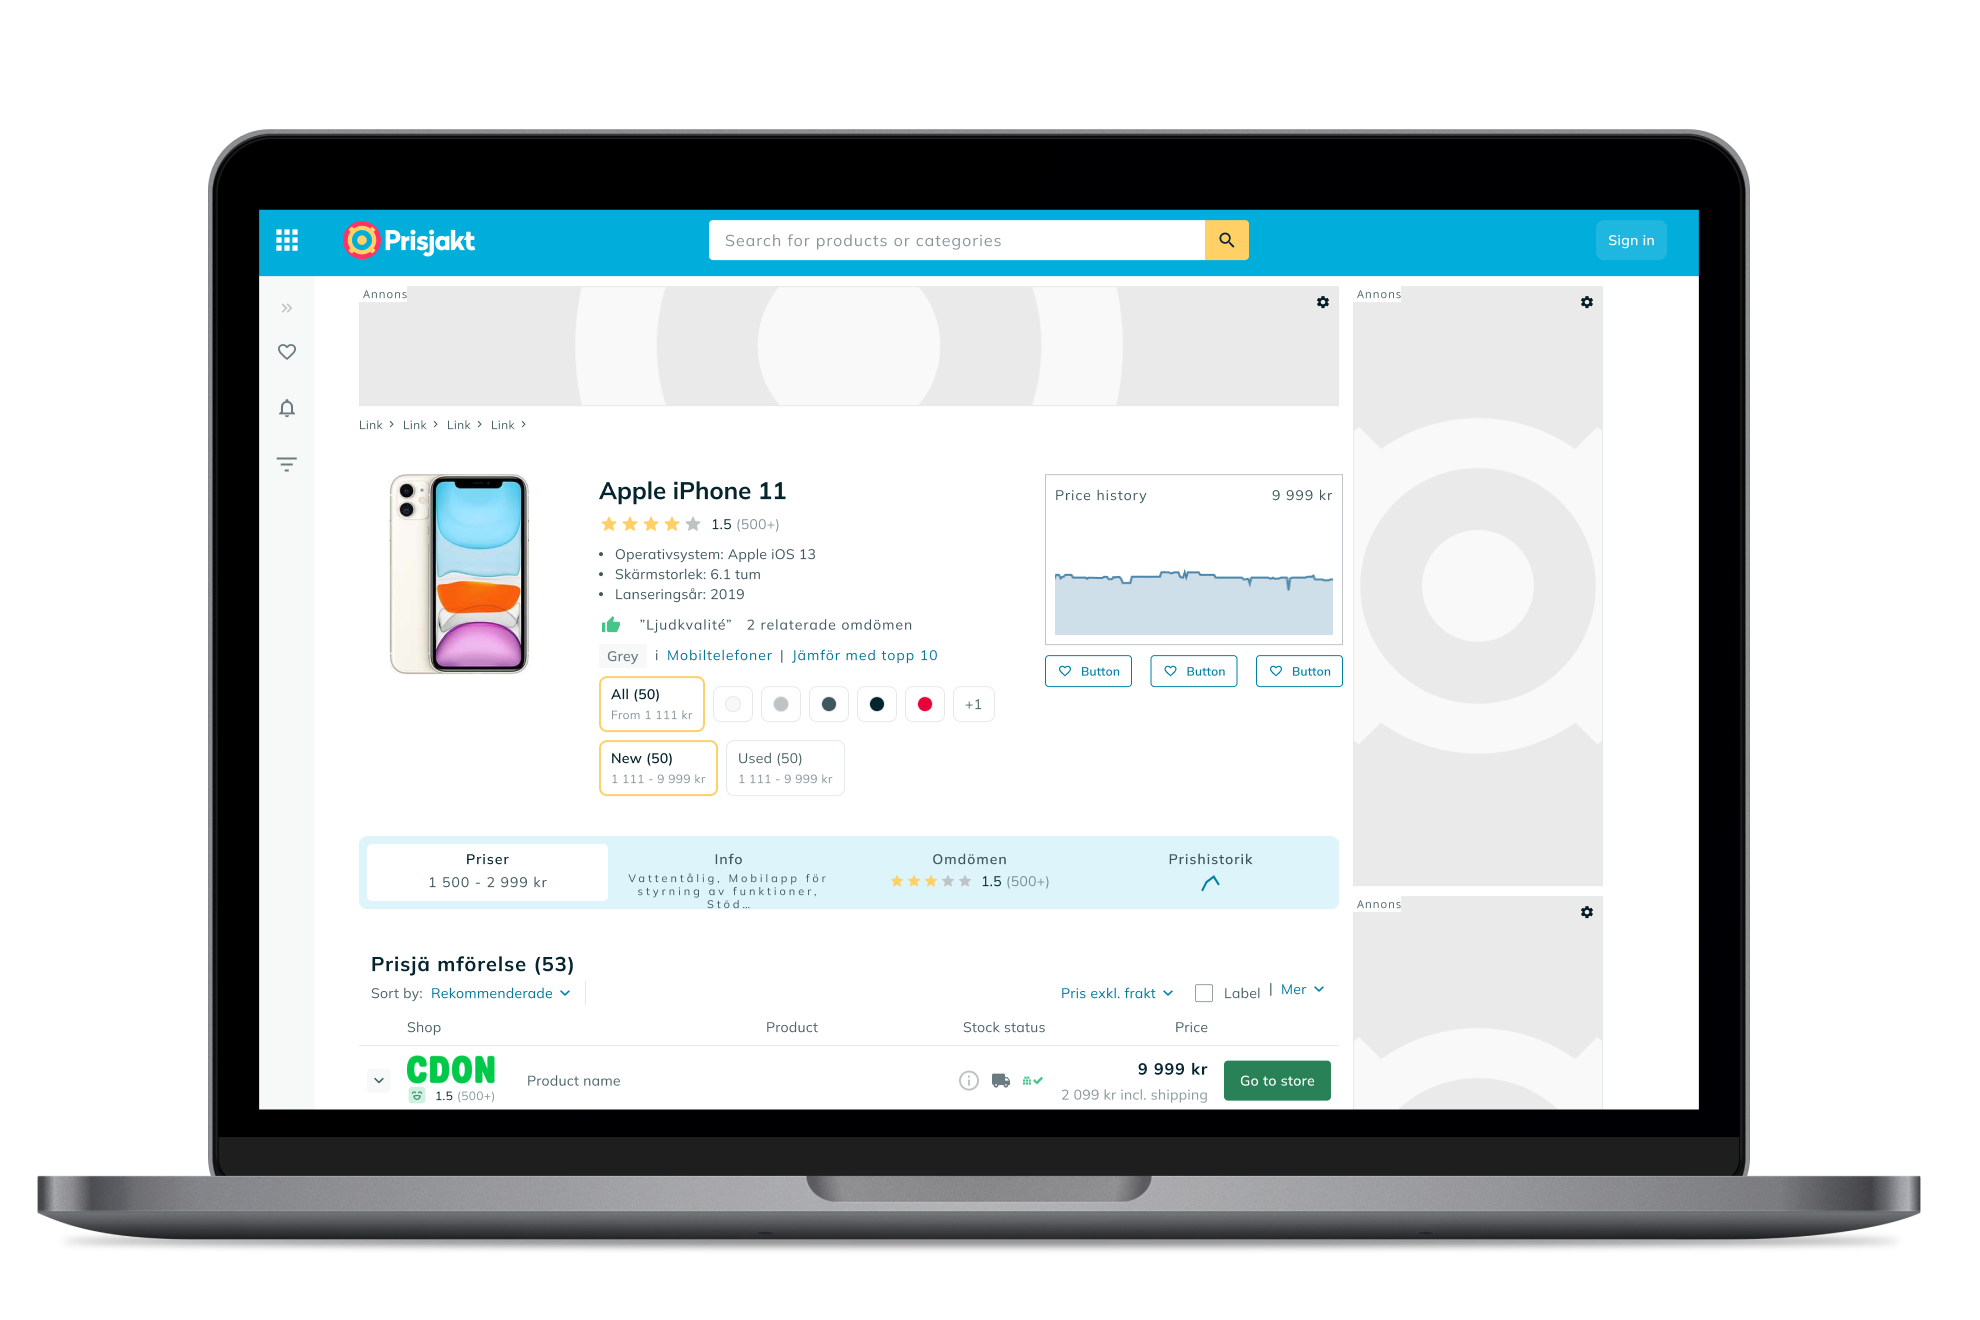 Prisjakt
Search for products or categories
Sign in
Annons
Annons
Link > Link > Link > Link >
Apple iPhone 11
1.5 (500+)
• Operativsystem: Apple iOS 13
• Skärmstorlek: 6.1 tum
• Lanseringsår: 2019
”Ljudkvalité” 2 relaterade omdömen
Grey i Mobiltelefoner | Jämför med topp 10
All (50)
From 1 111 kr
+1
New (50)
1 111 - 9 999 kr
Used (50)
1 111 - 9 999 kr
Price history 9 999 kr
Button Button Button
Priser
1 500 - 2 999 kr
Info
Vattentålig, Mobilapp för
styrning av funktioner,
Stöd…
Omdömen
1.5 (500+)
Prishistorik
Annons
Prisjä mförelse (53)
Sort by: Rekommenderade
Pris exkl. frakt Label | Mer
Shop Product Stock status Price
CDON
1.5 (500+)
Product name
9 999 kr
2 099 kr incl. shipping
Go to store